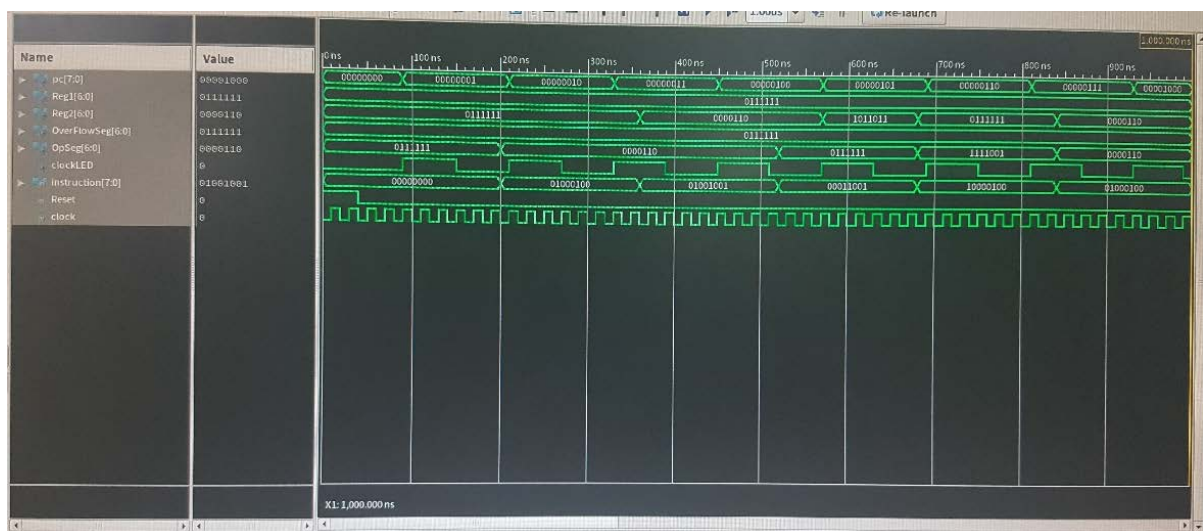 1.00us Re-launch
1,000.000 ns
Name Value
0 ns 100 ns 200 ns 300 ns 400 ns 500 ns 600 ns 700 ns 800 ns 900 ns
pc[7:0] 00001000 00000000 00000001 00000010 00000011 00000100 00000101 00000110 00000111 00001000
Reg1[6:0] 0111111 0111111
Reg2[6:0] 0000110 0111111 0000110 1011011 0111111 0000110
OverFlowSeg[6:0] 0111111 0111111
OpSeg[6:0] 0000110 0111111 0000110 0111111 1111001 0000110
clockLED 0
Instruction[7:0] 01001001 00000000 01000100 01001001 00011001 10000100 01000100
Reset 0
clock 0
X1: 1,000.000 ns